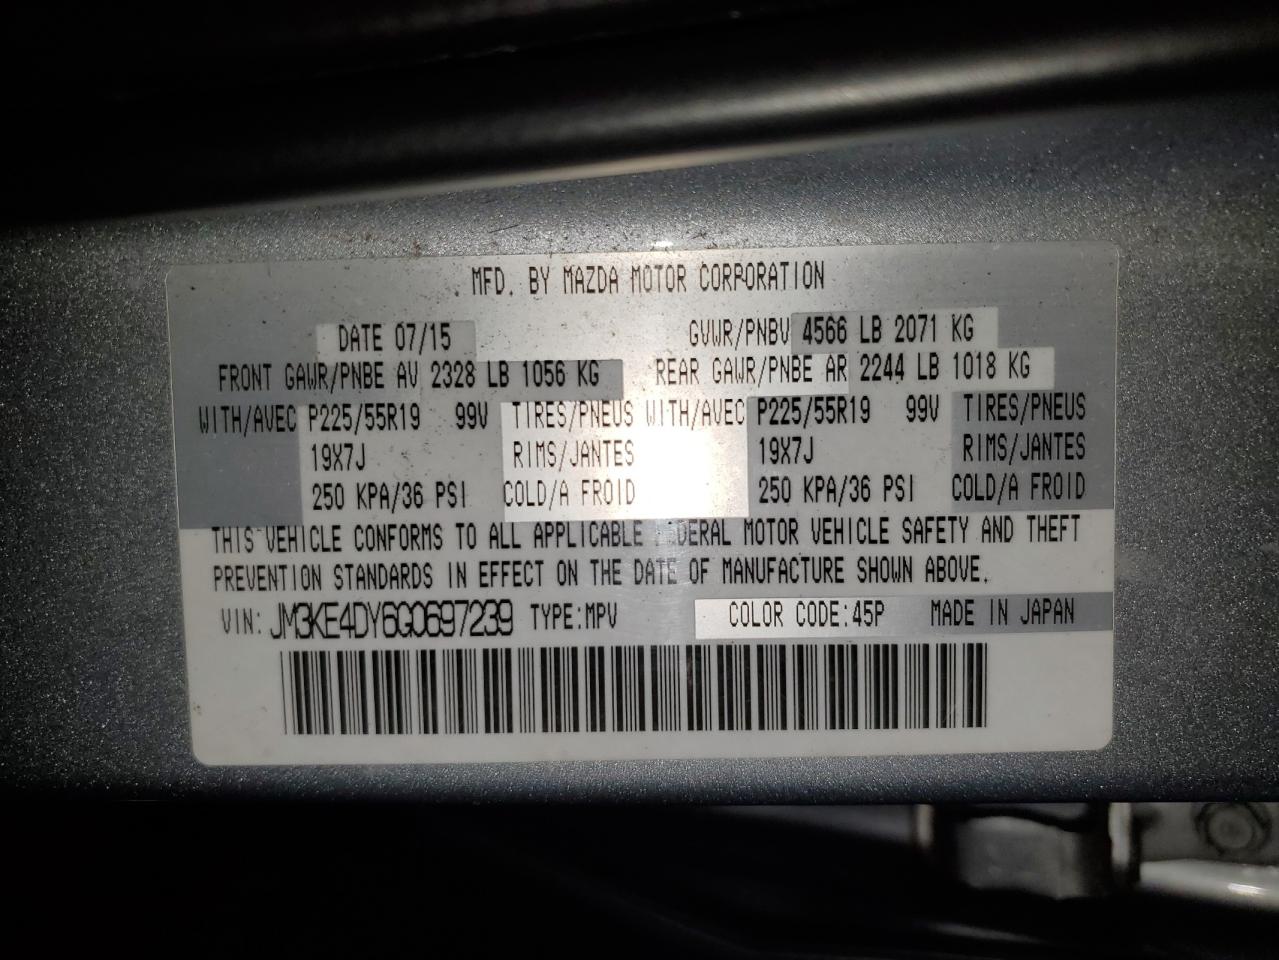 MFD. BY MAZDA MOTOR CORPORATION
DATE 07/15 GVWR/PNBV 4566 LB 2071 KG
FRONT GAWR/PNBE AV 2328 LB 1056 KG REAR GAWR/PNBE AR 2244 LB 1018 KG
WITH/AVEC P225/55R19 99V TIRES/PNEUS WITH/AVEC P225/55R19 99V TIRES/PNEUS
19X7J RIMS/JANTES 19X7J RIMS/JANTES
250 KPA/36 PSI COLD/A FROID 250 KPA/36 PSI COLD/A FROID
THIS VEHICLE CONFORMS TO ALL APPLICABLE FEDERAL MOTOR VEHICLE SAFETY AND THEFT
PREVENTION STANDARDS IN EFFECT ON THE DATE OF MANUFACTURE SHOWN ABOVE.
VIN: JM3KE4DY6G0697239 TYPE:MPV COLOR CODE:45P MADE IN JAPAN